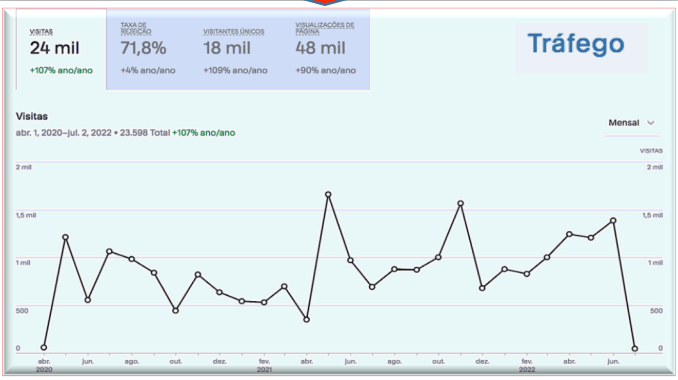 VISITAS
24 mil
+107% ano/ano
TAXA DE
REJEIÇÃO
71,8%
+4% ano/ano
VISITANTES ÚNICOS
18 mil
+109% ano/ano
VISUALIZAÇÕES DE
PÁGINA
48 mil
+90% ano/ano
Tráfego
Visitas
abr. 1, 2020–jul. 2, 2022 • 23.598 Total +107% ano/ano
Mensal
VISITAS
2 mil 2 mil
1,5 mil 1,5 mil
1 mil 1 mil
500 500
0 0
abr. jun. ago. out. dez. fev. abr. jun. ago. out. dez. fev. abr. jun.
2020 2021 2022